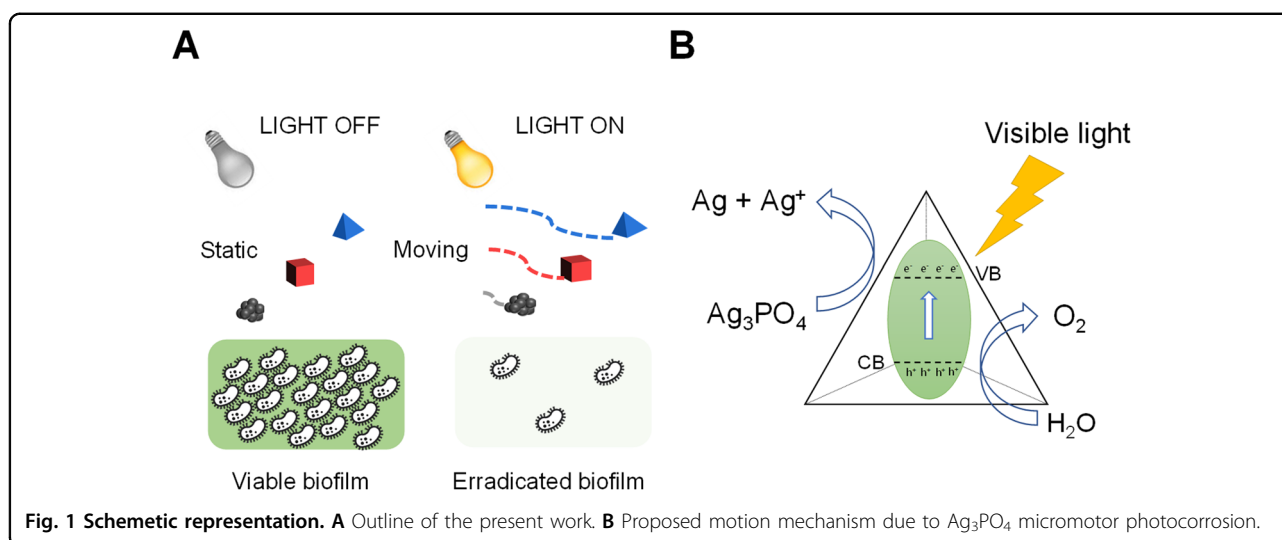 A
LIGHT OFF
LIGHT ON
Static
Moving
Viable biofilm
Erradicated biofilm
B
Visible light
Ag + Ag⁺
Ag₃PO₄
e⁻ e⁻ e⁻ e⁻
VB
CB
h⁺ h⁺ h⁺ h⁺
O₂
H₂O
Fig. 1 Schemetic representation. A Outline of the present work. B Proposed motion mechanism due to Ag₃PO₄ micromotor photocorrosion.